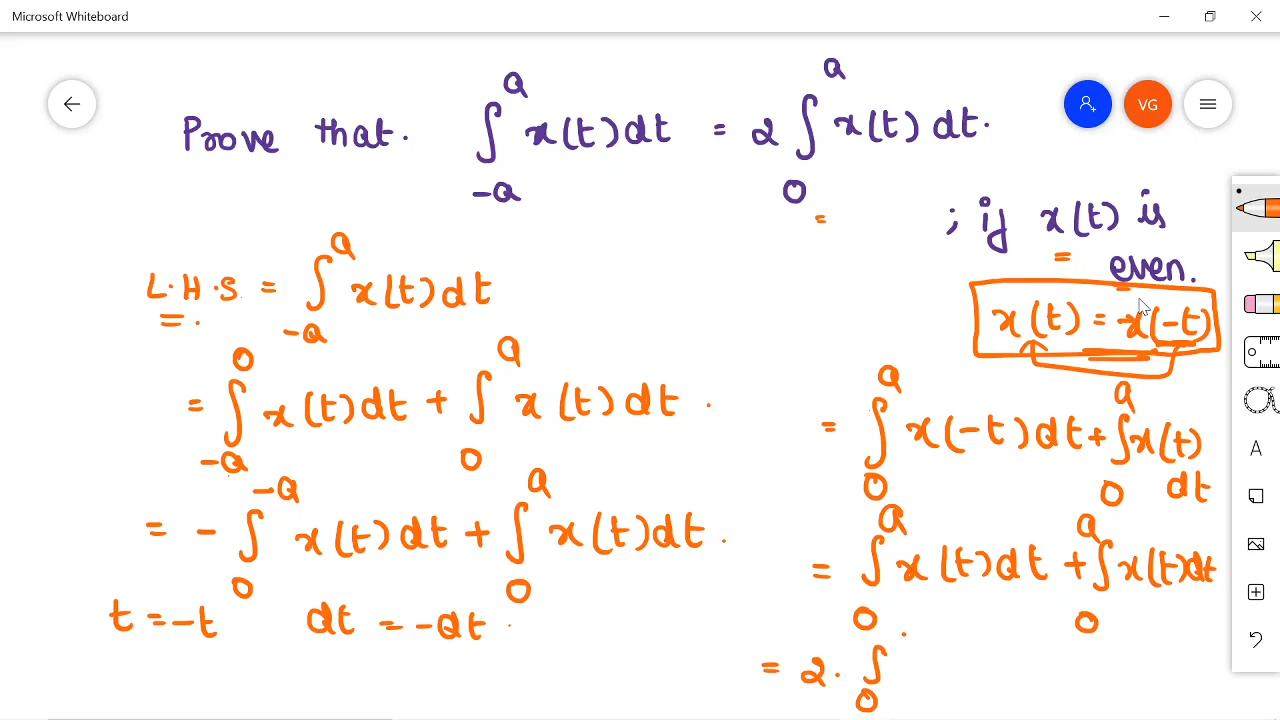 Microsoft Whiteboard
VG
Prove that. ∫_{-a}^{a} x(t)dt = 2 ∫_{0}^{a} x(t) dt.
; if x(t) is
even.
x(t) = x(-t)
L.H.S = ∫_{-a}^{a} x(t)dt
= ∫_{-a}^{0} x(t)dt + ∫_{0}^{a} x(t)dt.
= - ∫_{0}^{-a} x(t)dt + ∫_{0}^{a} x(t)dt.
t = -t dt = -dt
= ∫_{0}^{a} x(-t)dt + ∫_{0}^{a} x(t)
dt
= ∫_{0}^{a} x(t)dt + ∫_{0}^{a} x(t)dt
= 2. ∫_{0}
A